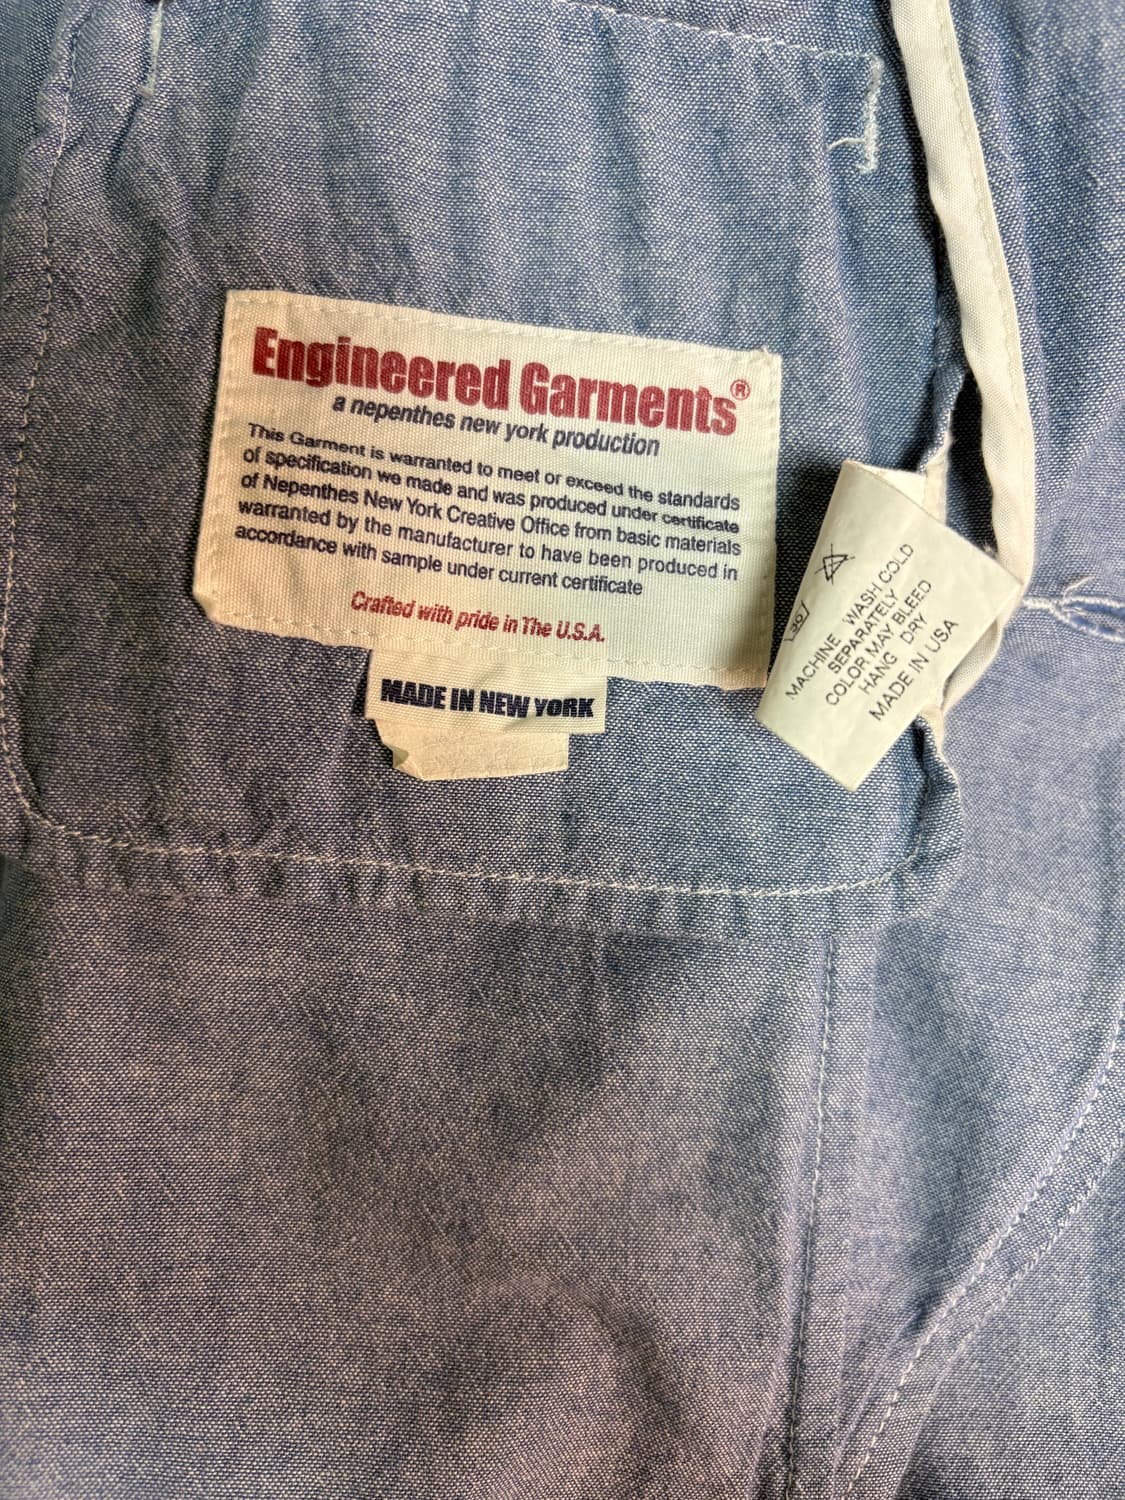 Engineered Garments®
a nepenthes new york production
This Garment is warranted to meet or exceed the standards
of specification we made and was produced under certificate
of Nepenthes New York Creative Office from basic materials
warranted by the manufacturer to have been produced in
accordance with sample under current certificate
Crafted with pride in The U.S.A.
MADE IN NEW YORK
30
MACHINE WASH COLD
SEPARATELY
COLOR MAY BLEED
HANG DRY
MADE IN USA